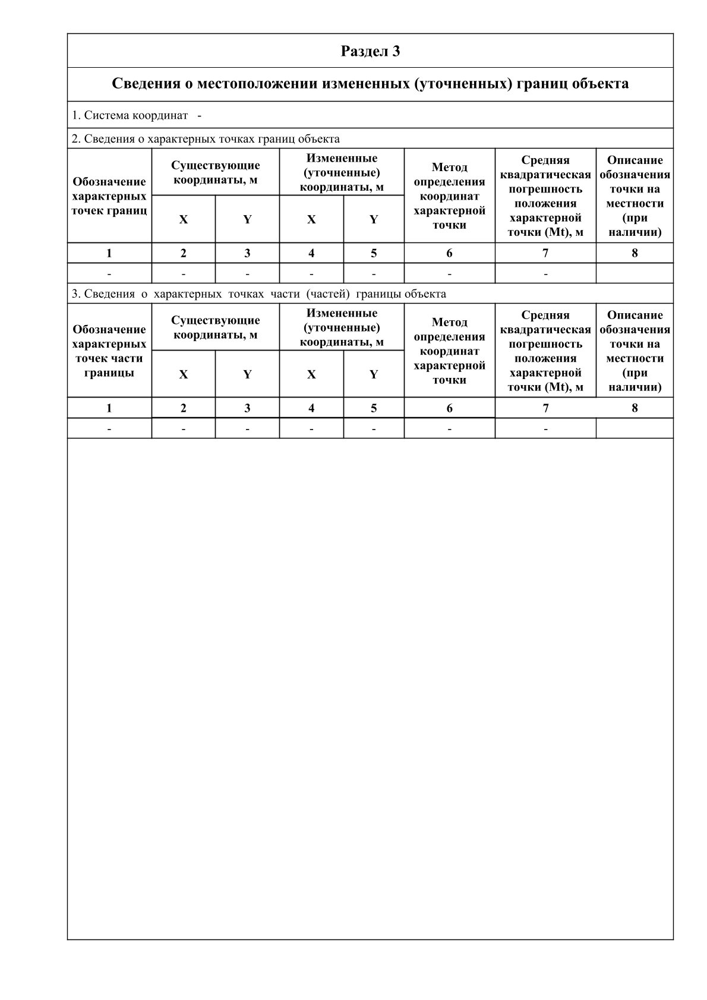 Раздел 3
Сведения о местоположении измененных (уточненных) границ объекта
1. Система координат -
2. Сведения о характерных точках границ объекта
Обозначение
характерных
точек границ
Существующие
координаты, м
Измененные
(уточненные)
координаты, м
Метод
определения
координат
характерной
точки
Средняя
квадратическая
погрешность
положения
характерной
точки (Mt), м
Описание
обозначения
точки на
местности
(при
наличии)
X Y X Y
1 2 3 4 5 6 7 8
- - - - - - -
3. Сведения о характерных точках части (частей) границы объекта
Обозначение
характерных
точек части
границы
Существующие
координаты, м
Измененные
(уточненные)
координаты, м
Метод
определения
координат
характерной
точки
Средняя
квадратическая
погрешность
положения
характерной
точки (Mt), м
Описание
обозначения
точки на
местности
(при
наличии)
X Y X Y
1 2 3 4 5 6 7 8
- - - - - - -